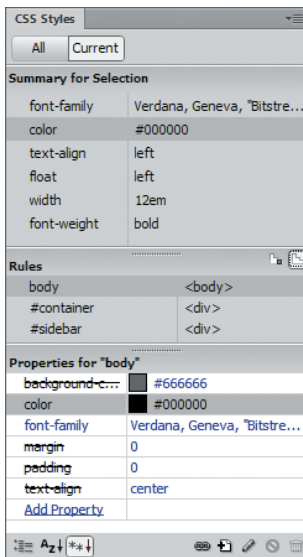 CSS Styles
All Current
Summary for Selection
font-family Verdana, Geneva, "Bitstre...
color #000000
text-align left
float left
width 12em
font-weight bold
Rules
body <body>
#container <div>
#sidebar <div>
Properties for "body"
background-c... #666666
color #000000
font-family Verdana, Geneva, "Bitstre...
margin 0
padding 0
text-align center
Add Property
Az↓ **↓